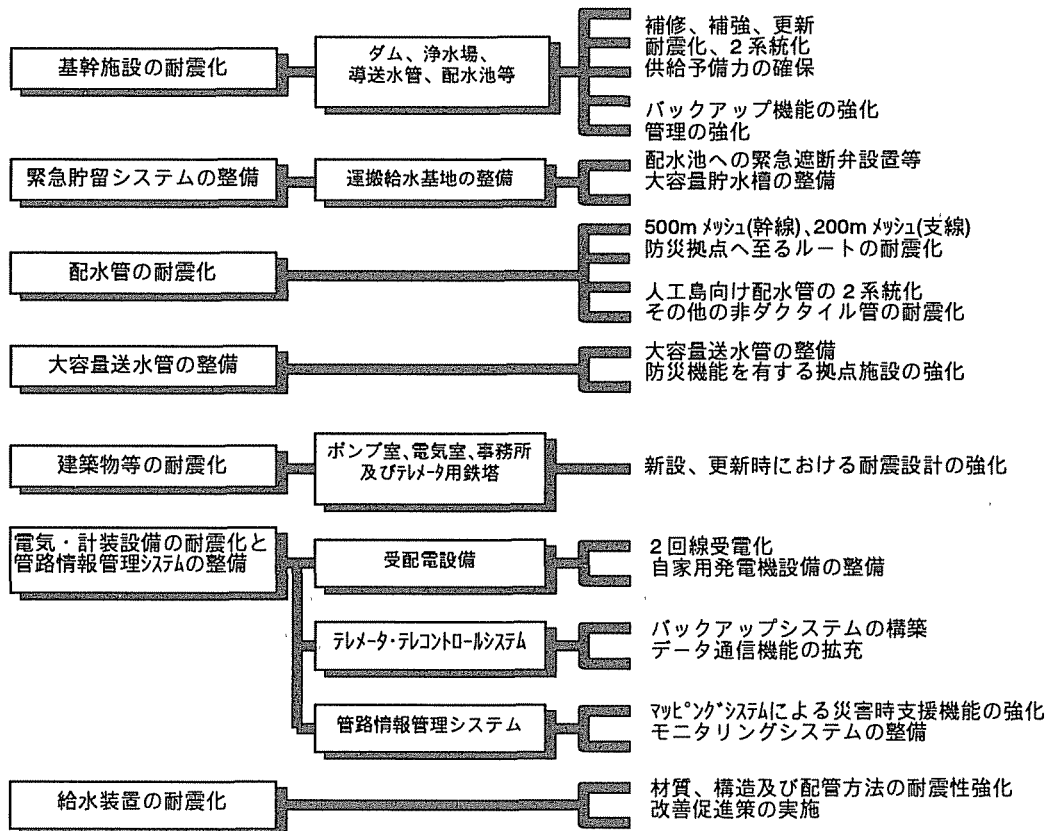 基幹施設の耐震化
ダム、浄水場、
導送水管、配水池等
補修、補強、更新
耐震化、2系統化
供給予備力の確保
バックアップ機能の強化
管理の強化
緊急貯留システムの整備
運搬給水基地の整備
配水池への緊急遮断弁設置等
大容量貯水槽の整備
配水管の耐震化
500m ﾒｯｼｭ(幹線)、200m ﾒｯｼｭ(支線)
防災拠点へ至るルートの耐震化
人工島向け配水管の2系統化
その他の非ダクタイル管の耐震化
大容量送水管の整備
大容量送水管の整備
防災機能を有する拠点施設の強化
建築物等の耐震化
ポンプ室、電気室、事務所
及びﾃﾚﾒｰﾀ用鉄塔
新設、更新時における耐震設計の強化
電気・計装設備の耐震化と
管路情報管理ｼｽﾃﾑの整備
受配電設備
2回線受電化
自家用発電機設備の整備
ﾃﾚﾒｰﾀ・ﾃﾚｺﾝﾄﾛｰﾙｼｽﾃﾑ
バックアップシステムの構築
データ通信機能の拡充
管路情報管理システム
ﾏｯﾋﾟﾝｸﾞｼｽﾃﾑによる災害時支援機能の強化
モニタリングシステムの整備
給水装置の耐震化
材質、構造及び配管方法の耐震性強化
改善促進策の実施